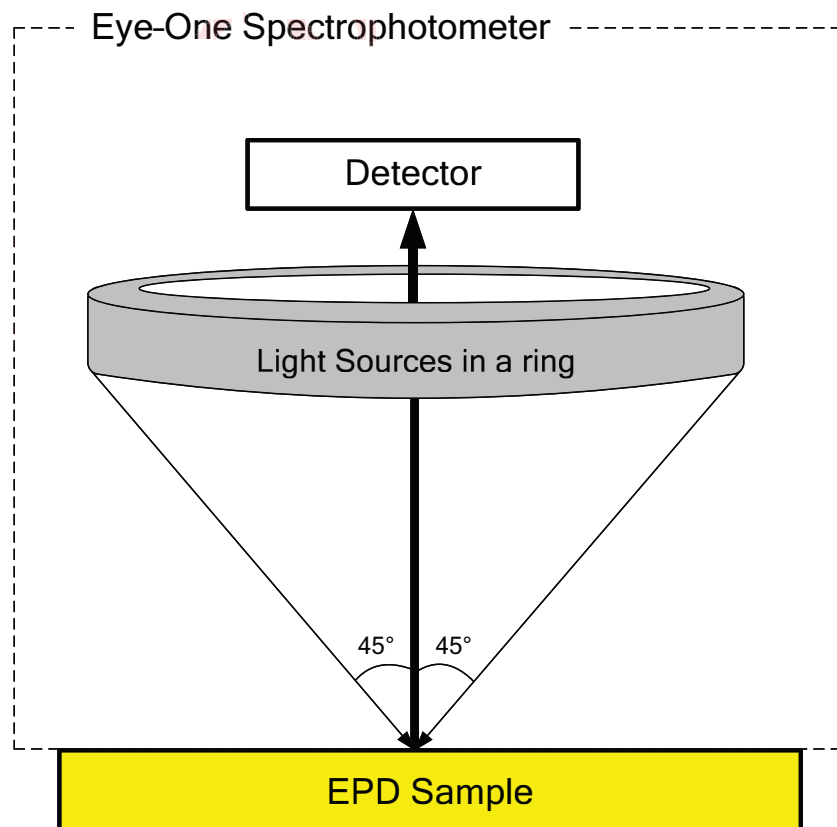 Eye-One Spectrophotometer
Detector
Light Sources in a ring
45° 45°
EPD Sample